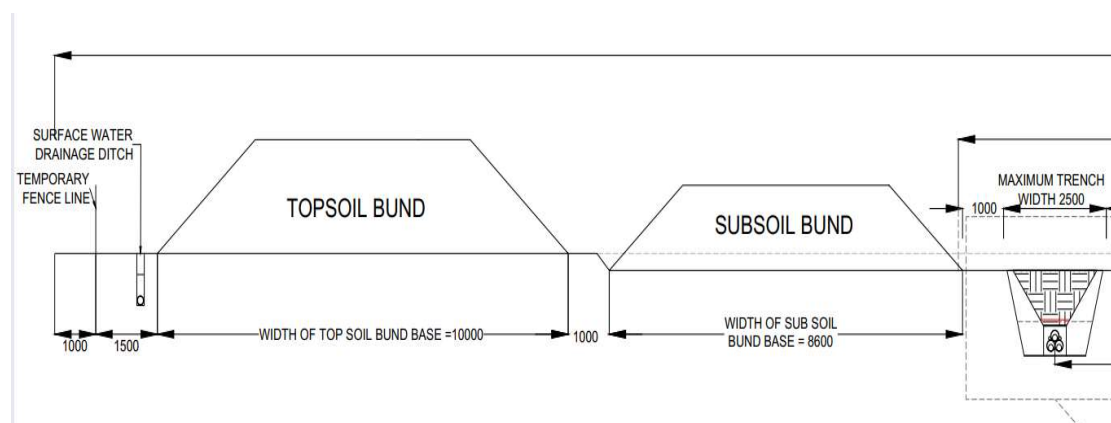 SURFACE WATER
DRAINAGE DITCH
TEMPORARY
FENCE LINE
TOPSOIL BUND
SUBSOIL BUND
MAXIMUM TRENCH
WIDTH 2500
1000
1000
1500
WIDTH OF TOP SOIL BUND BASE =10000
1000
WIDTH OF SUB SOIL
BUND BASE = 8600